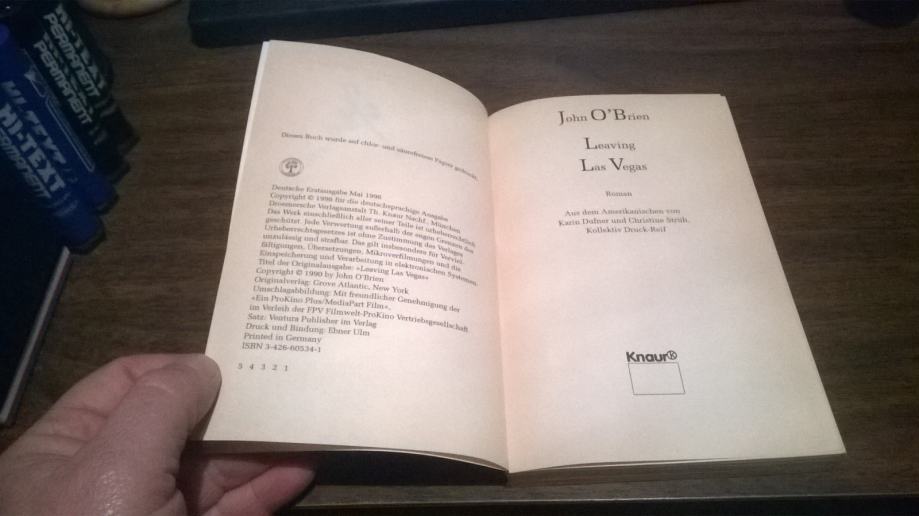 HI-TEXT
PERMANENT
PERMANENT
HI-TEXT
PERMANENT
Dieses Buch wurde auf chlor- und säurefreiem Papier gedruckt.
Deutsche Erstausgabe Mai 1996
Copyright © 1996 für die deutschsprachige Ausgabe
Droemersche Verlagsanstalt Th. Knaur Nachf., München
Das Werk einschließlich aller seiner Teile ist urheberrechtlich
geschützt. Jede Verwertung außerhalb der engen Grenzen des
Urheberrechtsgesetzes ist ohne Zustimmung des Verlages
unzulässig und strafbar. Das gilt insbesondere für Verviel-
fältigungen, Übersetzungen, Mikroverfilmungen und die
Einspeicherung und Verarbeitung in elektronischen Systemen.
Titel der Originalausgabe: »Leaving Las Vegas«
Copyright © 1990 by John O'Brien
Originalverlag: Grove Atlantic, New York
Umschlagabbildung: Mit freundlicher Genehmigung der
»Ein ProKino Plus/MediaPart Film«,
im Verleih der FPV Filmwelt-ProKino Vertriebsgesellschaft
Satz: Ventura Publisher im Verlag
Druck und Bindung: Ebner Ulm
Printed in Germany
ISBN 3-426-60534-1
5 4 3 2 1
John O'Brien
Leaving
Las Vegas
Roman
Aus dem Amerikanischen von
Karin Dufner und Christine Strüh,
Kollektiv Druck-Reif
Knaur®